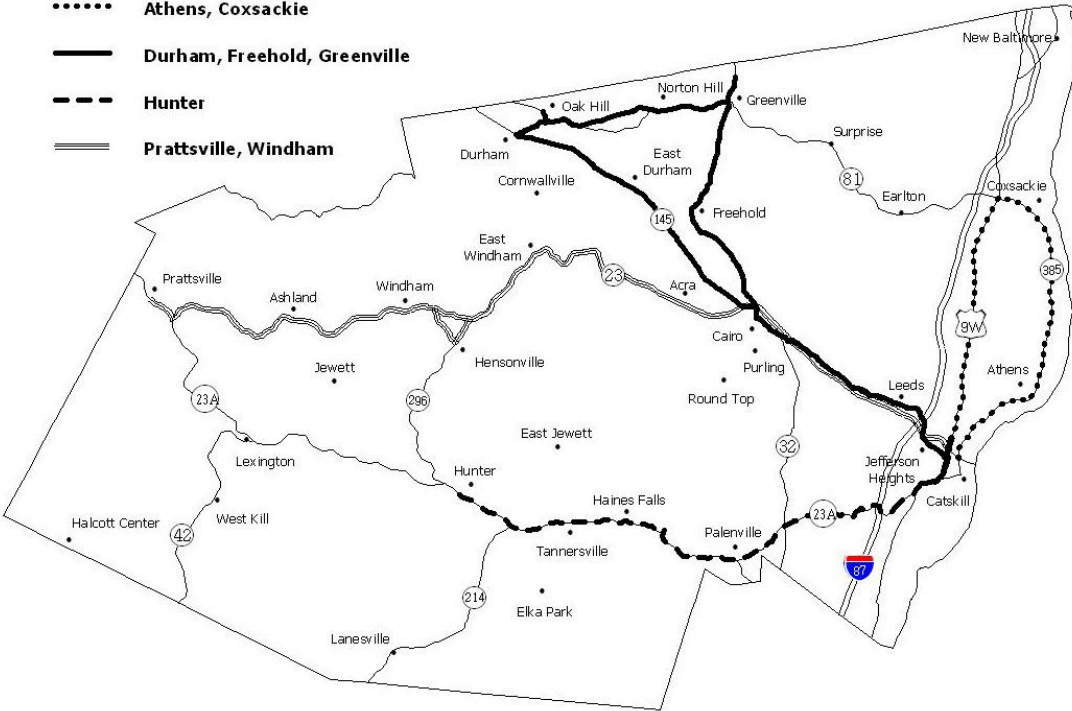 Athens, Coxsackie
Durham, Freehold, Greenville
Hunter
Prattsville, Windham
New Baltimore
Norton Hill
Oak Hill
Greenville
Surprise
Durham
East
Durham
81
Cornwallville
Earlton
Coxsackie
145
Freehold
East
Windham
23
385
Prattsville
Ashland
Windham
Acra
9W
Cairo
Hensonville
Purling
Jewett
Athens
Leeds
Round Top
23A
296
East Jewett
32
Lexington
Jefferson
Heights
Hunter
Catskill
Haines Falls
23A
West Kill
Halcott Center
42
Palenville
Tannersville
87
214
Elka Park
Lanesville